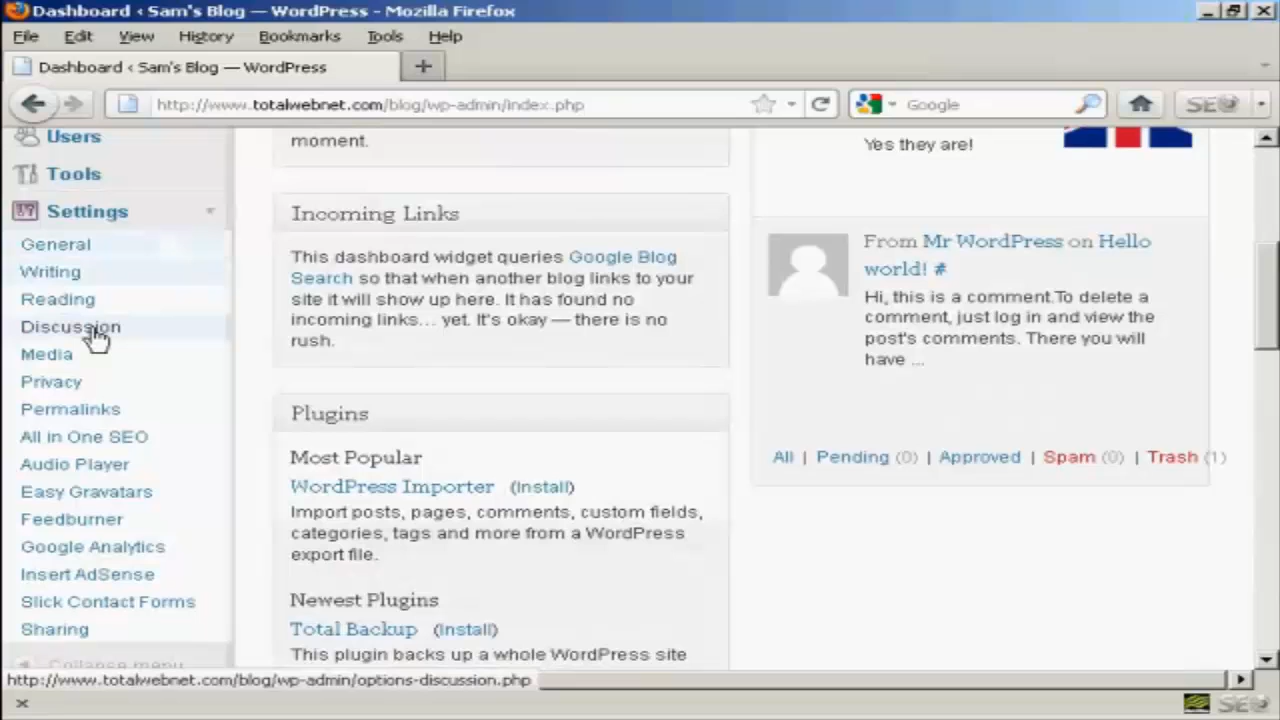 Dashboard ‹ Sam's Blog — WordPress - Mozilla Firefox
File Edit View History Bookmarks Tools Help
Dashboard ‹ Sam's Blog — WordPress
http://www.totalwebnet.com/blog/wp-admin/index.php
Google
SEO
Users
Tools
Settings
General
Writing
Reading
Discussion
Media
Privacy
Permalinks
All in One SEO
Audio Player
Easy Gravatars
Feedburner
Google Analytics
Insert AdSense
Slick Contact Forms
Sharing
Collapse menu
moment.
Incoming Links
This dashboard widget queries Google Blog
Search so that when another blog links to your
site it will show up here. It has found no
incoming links… yet. It's okay — there is no
rush.
Plugins
Most Popular
WordPress Importer (Install)
Import posts, pages, comments, custom fields,
categories, tags and more from a WordPress
export file.
Newest Plugins
Total Backup (Install)
This plugin backs up a whole WordPress site
Yes they are!
From Mr WordPress on Hello
world! #
Hi, this is a comment.To delete a
comment, just log in and view the
post's comments. There you will
have ...
All | Pending (0) | Approved | Spam (0) | Trash (1)
http://www.totalwebnet.com/blog/wp-admin/options-discussion.php
SEO